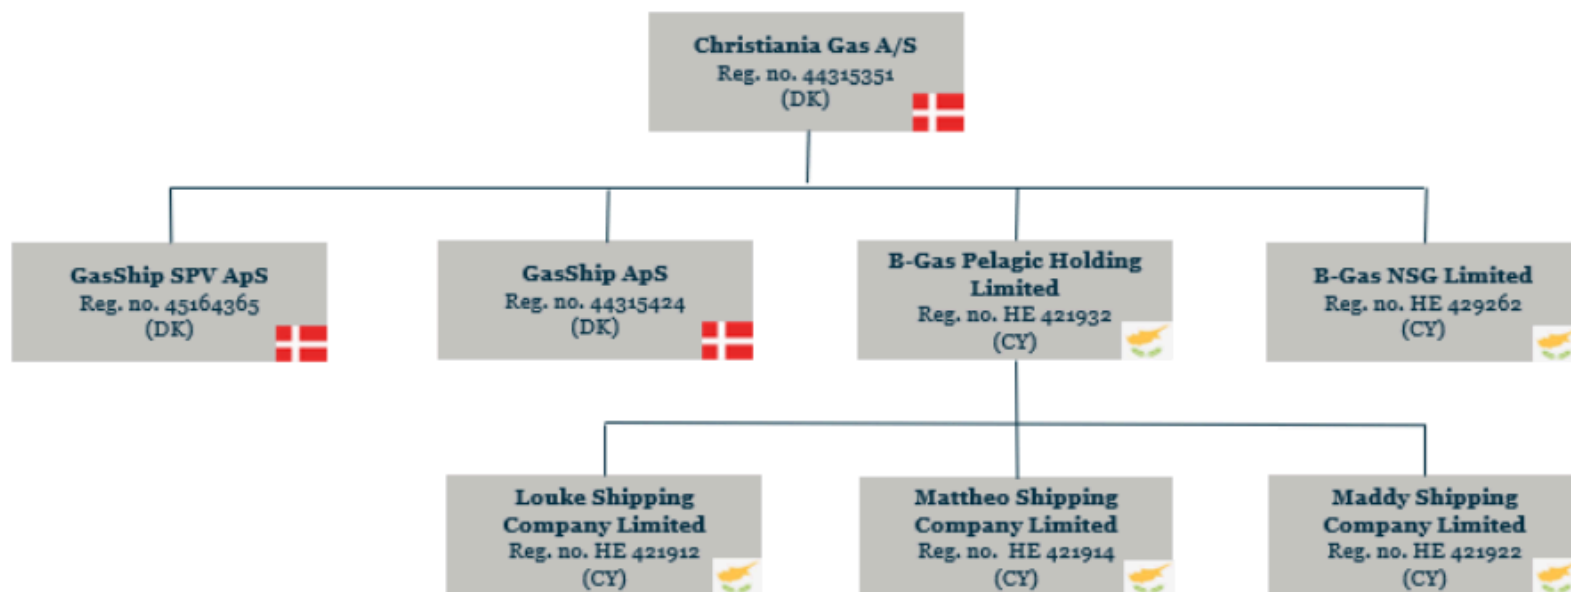 Christiania Gas A/S
Reg. no. 44315351
(DK)
GasShip SPV ApS
Reg. no. 45164365
(DK)
GasShip ApS
Reg. no. 44315424
(DK)
B-Gas Pelagic Holding
Limited
Reg. no. HE 421932
(CY)
B-Gas NSG Limited
Reg. no. HE 429262
(CY)
Louke Shipping
Company Limited
Reg. no. HE 421912
(CY)
Mattheo Shipping
Company Limited
Reg. no.  HE 421914
(CY)
Maddy Shipping
Company Limited
Reg. no. HE 421922
(CY)